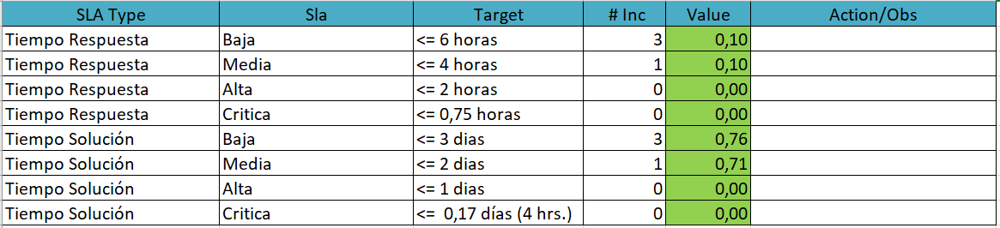 SLA Type Sla Target # Inc Value Action/Obs
Tiempo Respuesta Baja <= 6 horas 3 0,10
Tiempo Respuesta Media <= 4 horas 1 0,10
Tiempo Respuesta Alta <= 2 horas 0 0,00
Tiempo Respuesta Critica <= 0,75 horas 0 0,00
Tiempo Solución Baja <= 3 dias 3 0,76
Tiempo Solución Media <= 2 dias 1 0,71
Tiempo Solución Alta <= 1 dias 0 0,00
Tiempo Solución Critica <= 0,17 días (4 hrs.) 0 0,00